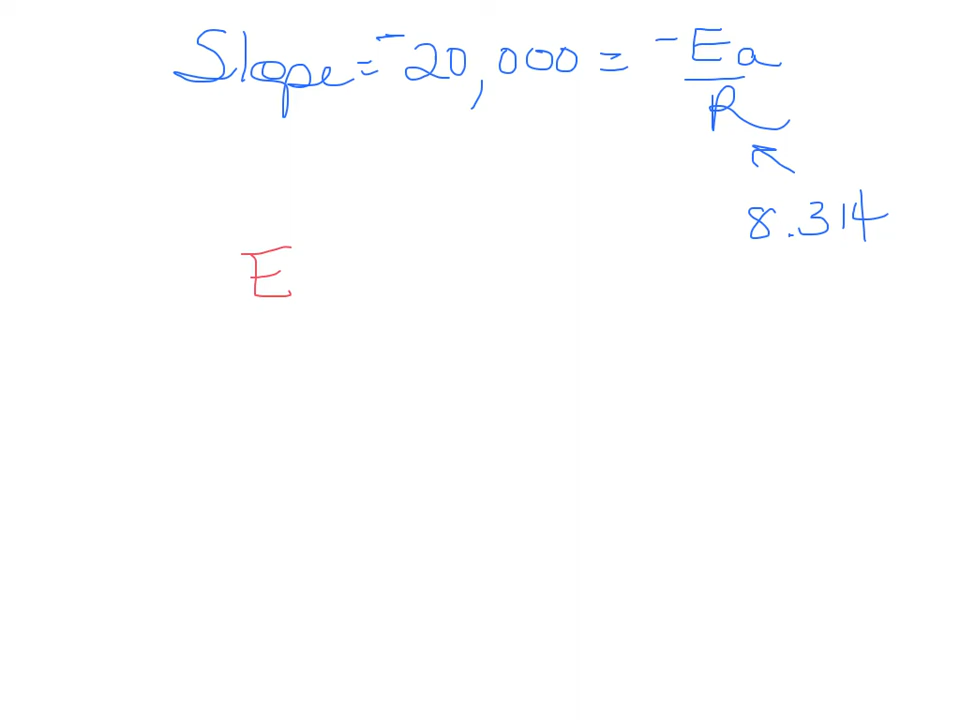 Slope = -20,000 = -Ea/R
8.314
E